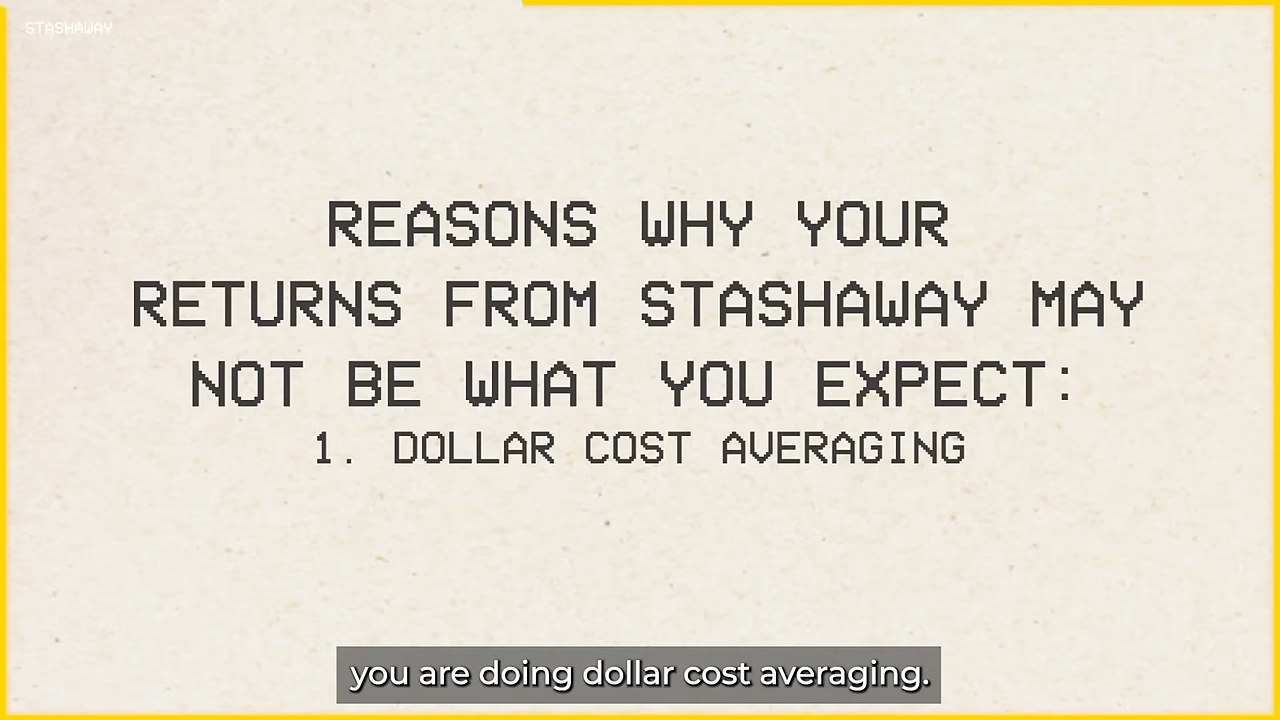 STASHAWAY
REASONS WHY YOUR
RETURNS FROM STASHAWAY MAY
NOT BE WHAT YOU EXPECT:
1. DOLLAR COST AVERAGING
you are doing dollar cost averaging.